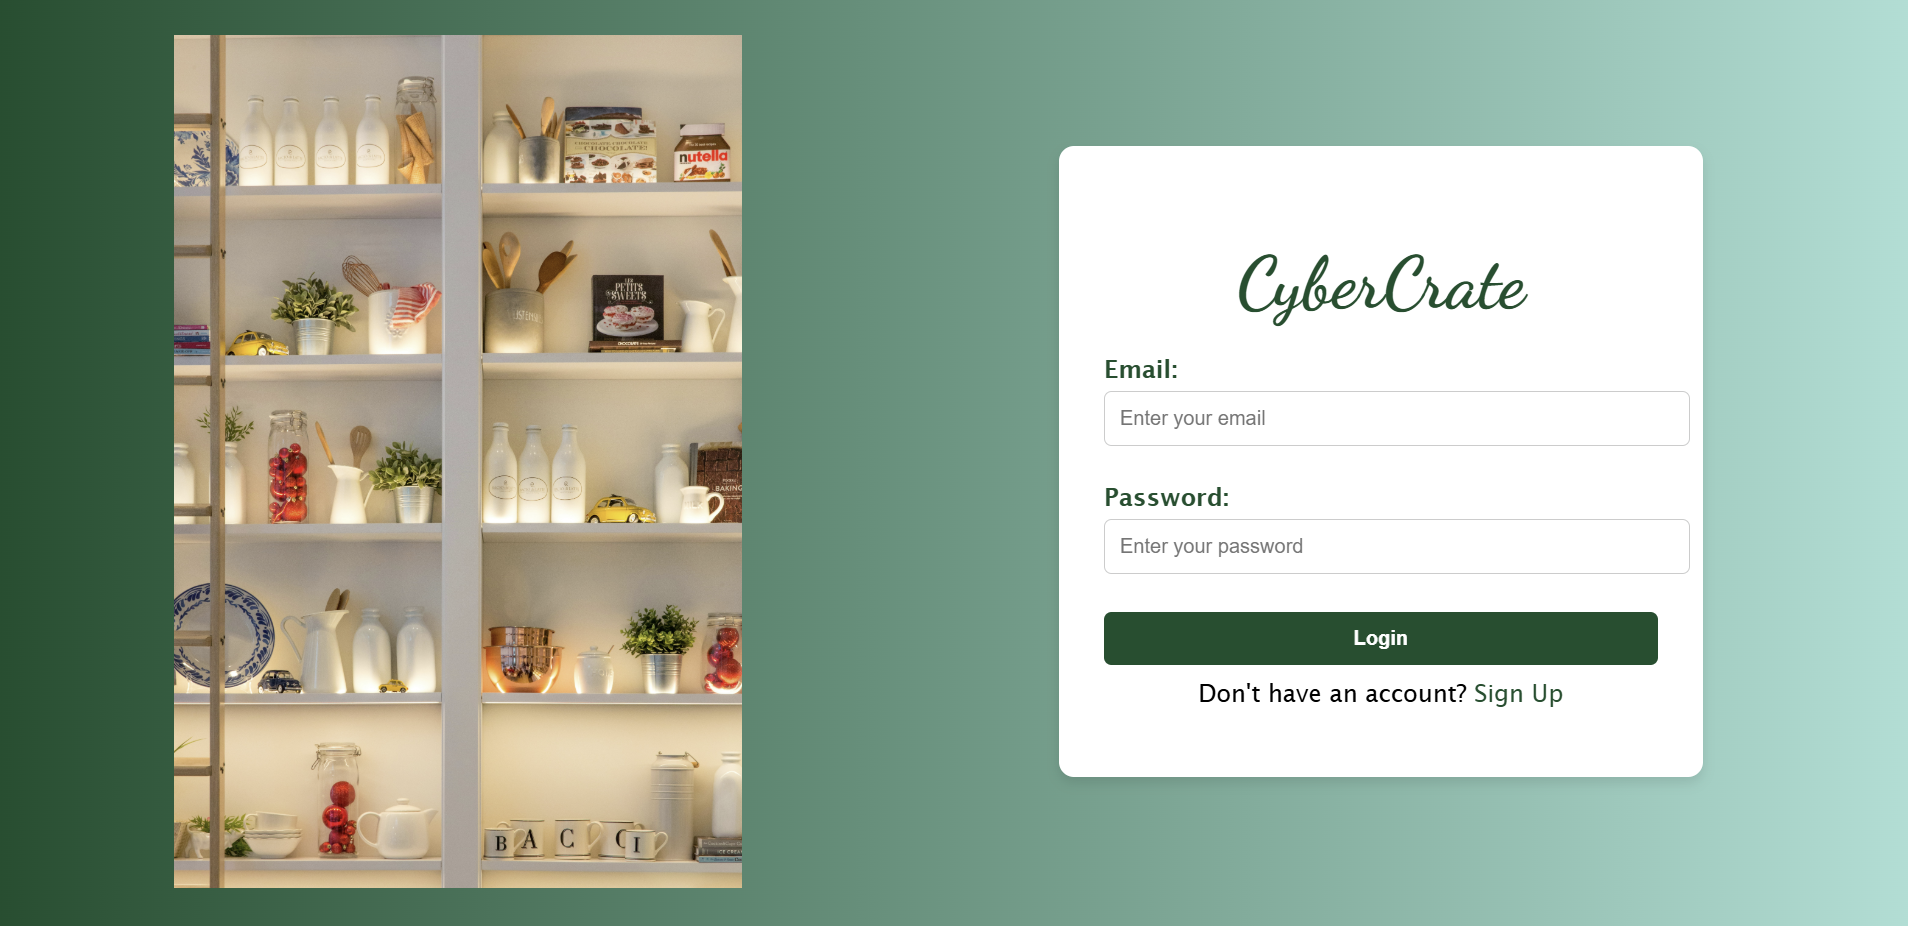 CHOCOLATE!
nutella
LES
PETITS
SWEETS
BAKING
B A C C I
CyberCrate
Email:
Enter your email
Password:
Enter your password
Login
Don't have an account? Sign Up